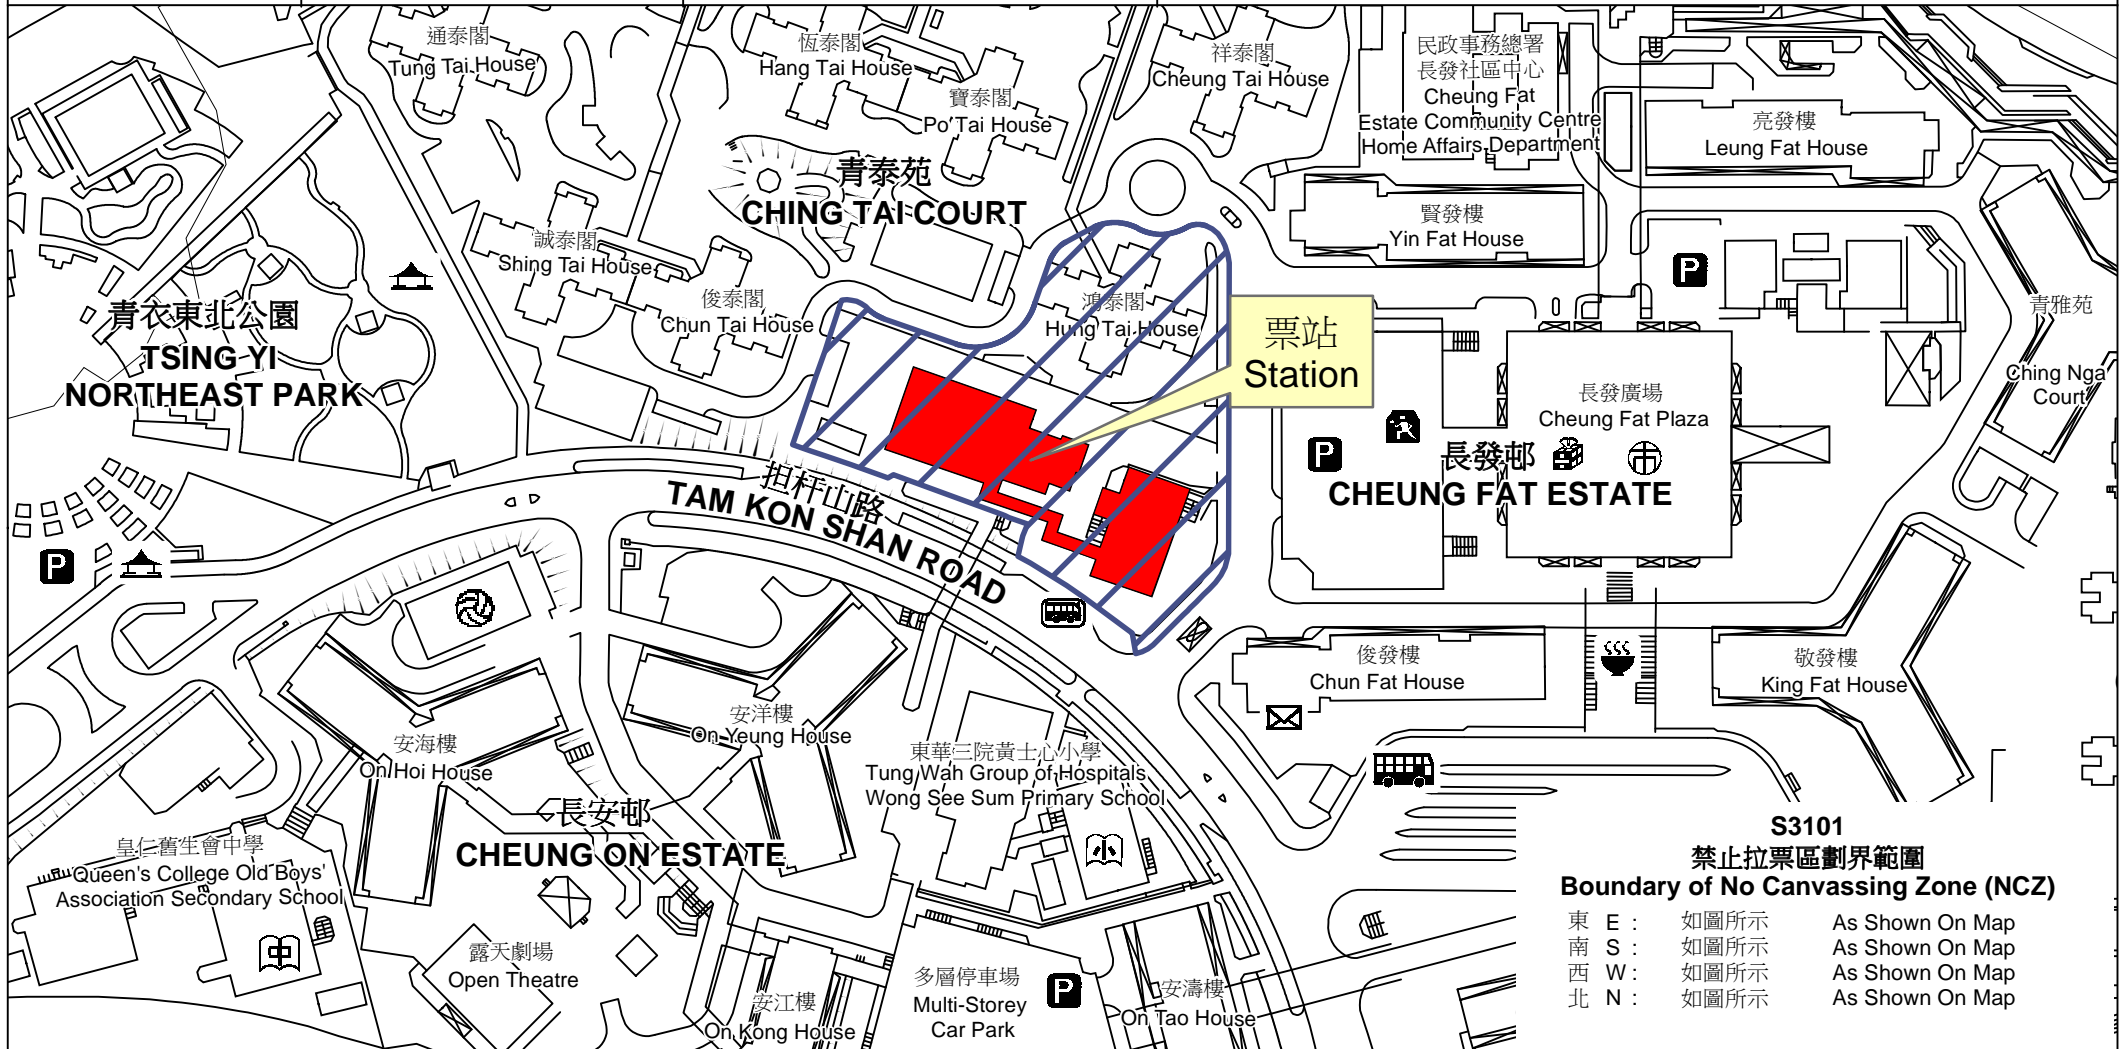 通泰閣
Tung Tai House
恆泰閣
Hang Tai House
寶泰閣
Po Tai House
祥泰閣
Cheung Tai House
民政事務總署
長發社區中心
Cheung Fat
Estate Community Centre
Home Affairs Department
亮發樓
Leung Fat House
青泰苑
CHING TAI COURT
賢發樓
Yin Fat House
誠泰閣
Shing Tai House
俊泰閣
Chun Tai House
鴻泰閣
Hung Tai House
青衣東北公園
TSING YI
NORTHEAST PARK
票站
Station
青雅苑
Ching Nga
Court
長發廣場
Cheung Fat Plaza
長發邨
CHEUNG FAT ESTATE
P
P
P
担杆山路
TAM KON SHAN ROAD
俊發樓
Chun Fat House
敬發樓
King Fat House
安海樓
On Hoi House
安洋樓
On Yeung House
東華三院黃士心小學
Tung Wah Group of Hospitals
Wong See Sum Primary School
小
長安邨
CHEUNG ON ESTATE
皇仁舊生會中學
Queen's College Old Boys'
Association Secondary School
中
露天劇場
Open Theatre
安江樓
On Kong House
多層停車場
Multi-Storey
Car Park
P
安濤樓
On Tao House
S3101
禁止拉票區劃界範圍
Boundary of No Canvassing Zone (NCZ)
東 E : 如圖所示 As Shown On Map
南 S : 如圖所示 As Shown On Map
西 W : 如圖所示 As Shown On Map
北 N : 如圖所示 As Shown On Map